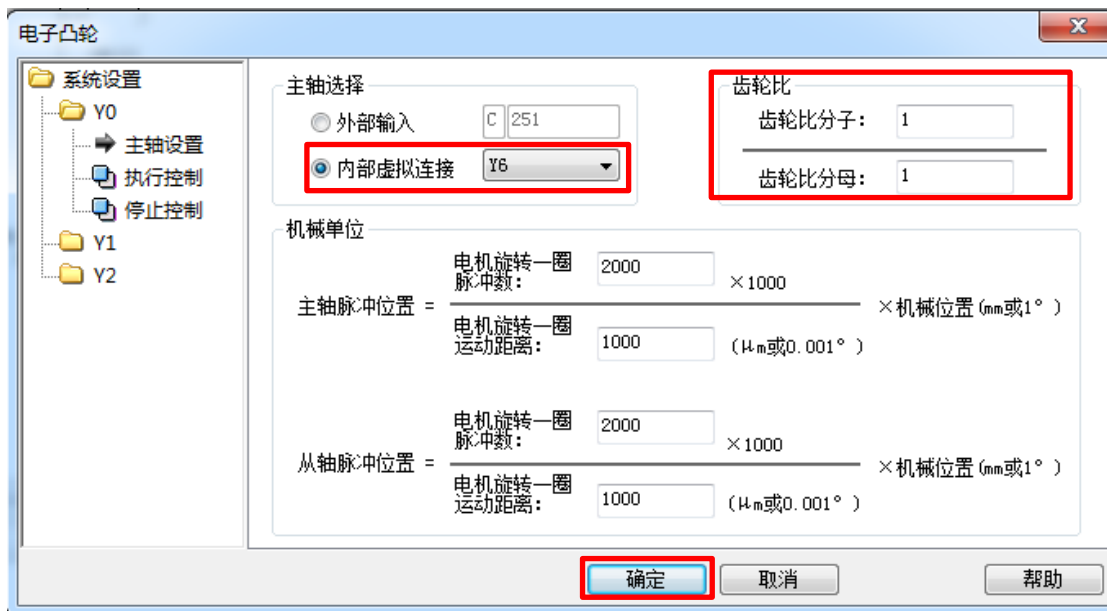 电子凸轮
系统设置
Y0
主轴设置
执行控制
停止控制
Y1
Y2
主轴选择
外部输入 C 251
内部虚拟连接 Y6
齿轮比
齿轮比分子: 1
齿轮比分母: 1
机械单位
主轴脉冲位置 =
电机旋转一圈
脉冲数: 2000 ×1000
电机旋转一圈
运动距离: 1000 (μm或0.001° )
×机械位置(mm或1° )
从轴脉冲位置 =
电机旋转一圈
脉冲数: 2000 ×1000
电机旋转一圈
运动距离: 1000 (μm或0.001° )
×机械位置(mm或1° )
确定 取消 帮助